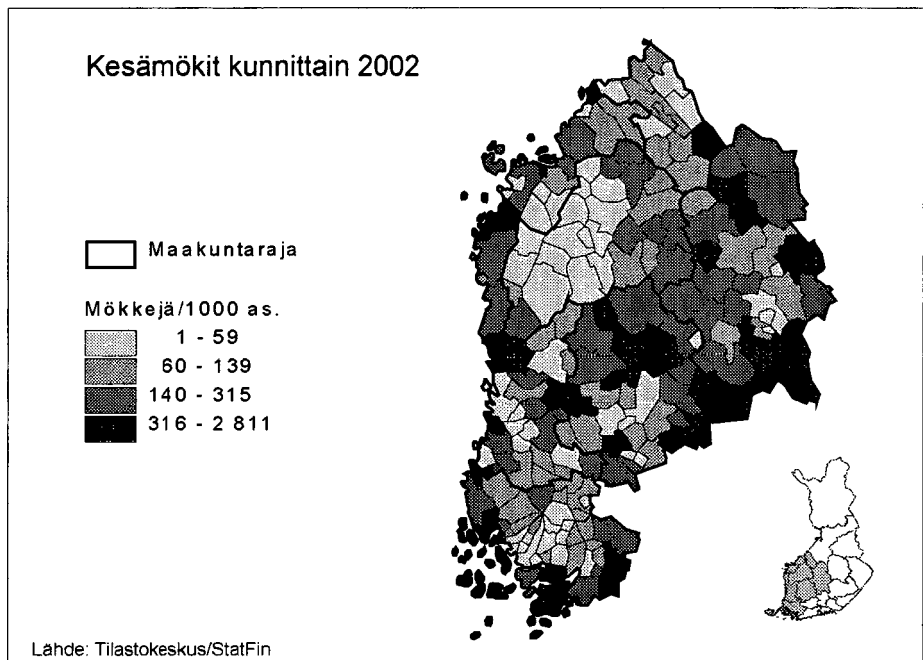 Kesämökit kunnittain 2002
Maakuntaraja
Mökkejä/1000 as.
1 - 59
60 - 139
140 - 315
316 - 2 811
Lähde: Tilastokeskus/StatFin